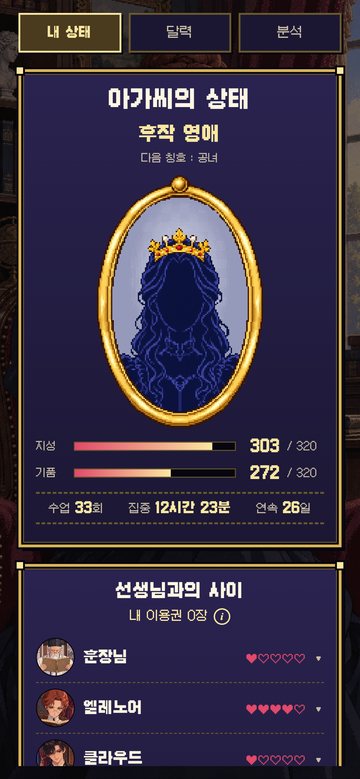 내 상태 달력 분석
아가씨의 상태
후작 영애
다음 칭호 : 공녀
지성 303 / 320
기품 272 / 320
수업 33회 집중 12시간 23분 연속 26일
선생님과의 사이
내 이용권 0장 i
훈장님
엘레노어
클라우드